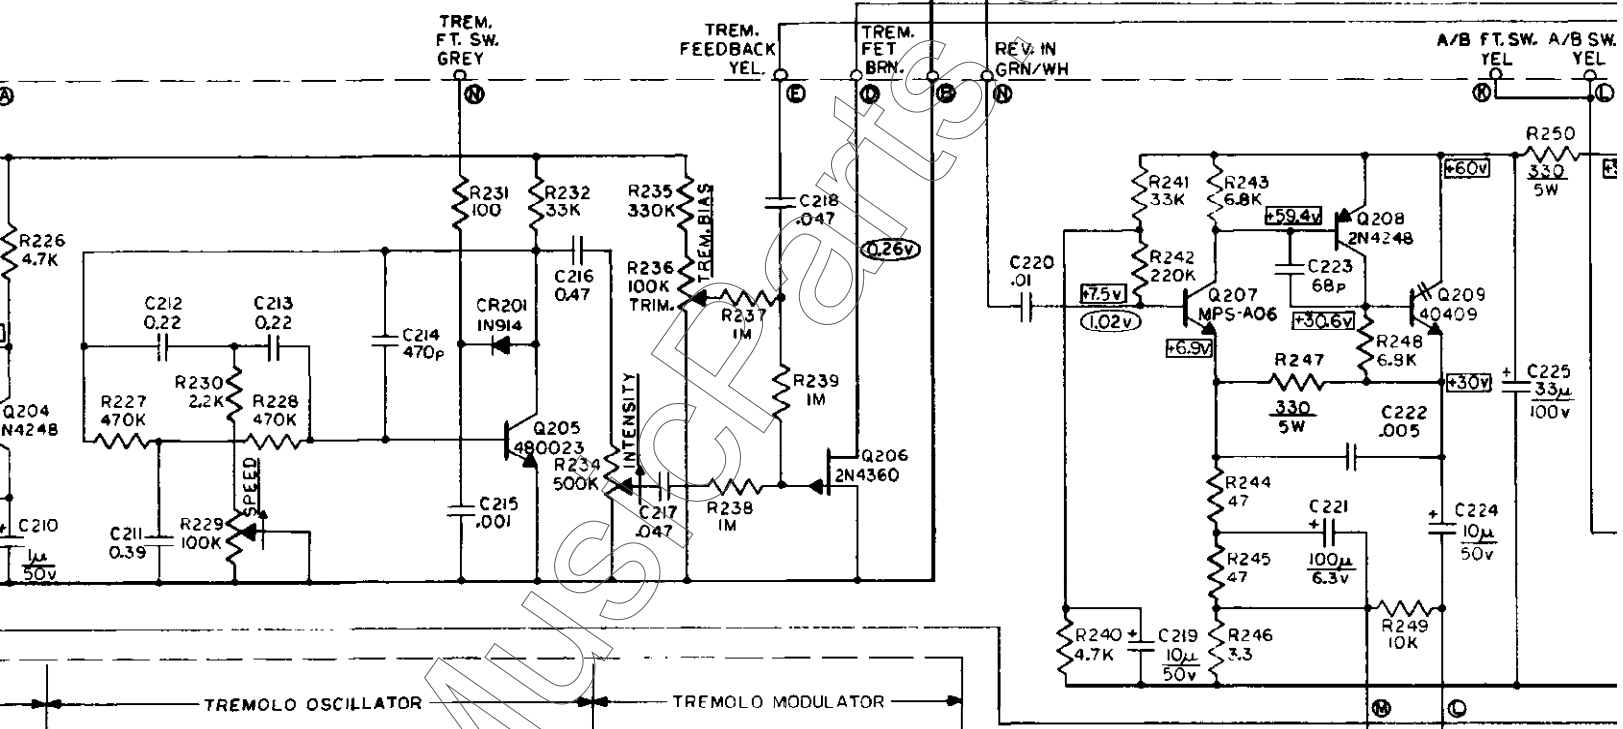 TREM.
FT. SW.
GREY
TREM.
FEEDBACK
YEL.
TREM.
FET
BRN.
REV. IN
GRN/WH
A/B FT.SW.
YEL
A/B SW.
YEL
A
N
E
D
B
N
K
L
R226
4.7K
R231
100
R232
33K
R235
330K
TREM. BIAS
C218
.047
0.26v
R241
33K
R243
6.8K
+59.4v
Q208
2N4248
+60v
R250
330
5W
C212
0.22
C213
0.22
C214
470p
CR201
1N914
C216
0.47
R236
100K
TRIM.
R237
1M
C220
.01
+7.5v
1.02v
R242
220K
Q207
MPS-A06
+6.9v
C223
68p
+30.6v
Q209
40409
R248
6.8K
R247
330
5W
+30v
C225
+
33µ
100v
Q204
R227
470K
R230
2.2K
R228
470K
Q205
480023
R234
500K
INTENSITY
R239
1M
Q206
2N4360
C222
.005
+ C210
1µ
50v
C211
0.39
R229
100K
SPEED
C215
.001
C217
.047
R238
1M
R244
47
R245
47
C221
+
100µ
6.3v
+
C224
10µ
50v
R240
4.7K
+ C219
10µ
50v
R246
3.3
R249
10K
TREMOLO OSCILLATOR
TREMOLO MODULATOR
M
L
MusicParts.